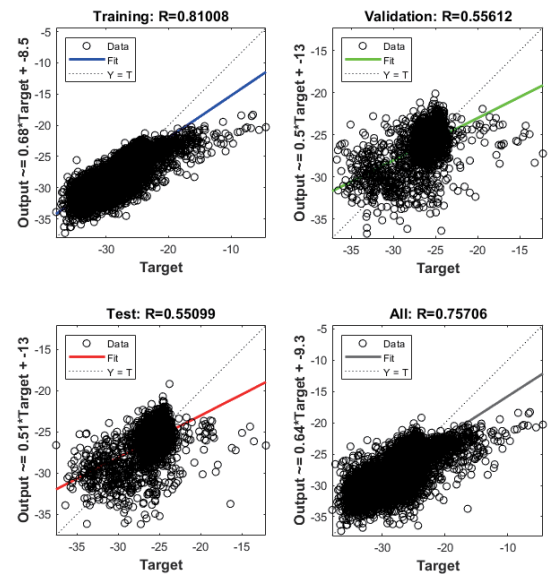 Training: R=0.81008
Output ~= 0.68*Target + -8.5
-5
-10
-15
-20
-25
-30
-35
Data
Fit
Y = T
-30
-20
-10
Target
Validation: R=0.55612
Output ~= 0.5*Target + -13
-15
-20
-25
-30
-35
Data
Fit
Y = T
-35
-30
-25
-20
-15
Target
Test: R=0.55099
Output ~= 0.51*Target + -13
-15
-20
-25
-30
-35
Data
Fit
Y = T
-35
-30
-25
-20
-15
Target
All: R=0.75706
Output ~= 0.64*Target + -9.3
-5
-10
-15
-20
-25
-30
-35
Data
Fit
Y = T
-30
-20
-10
Target